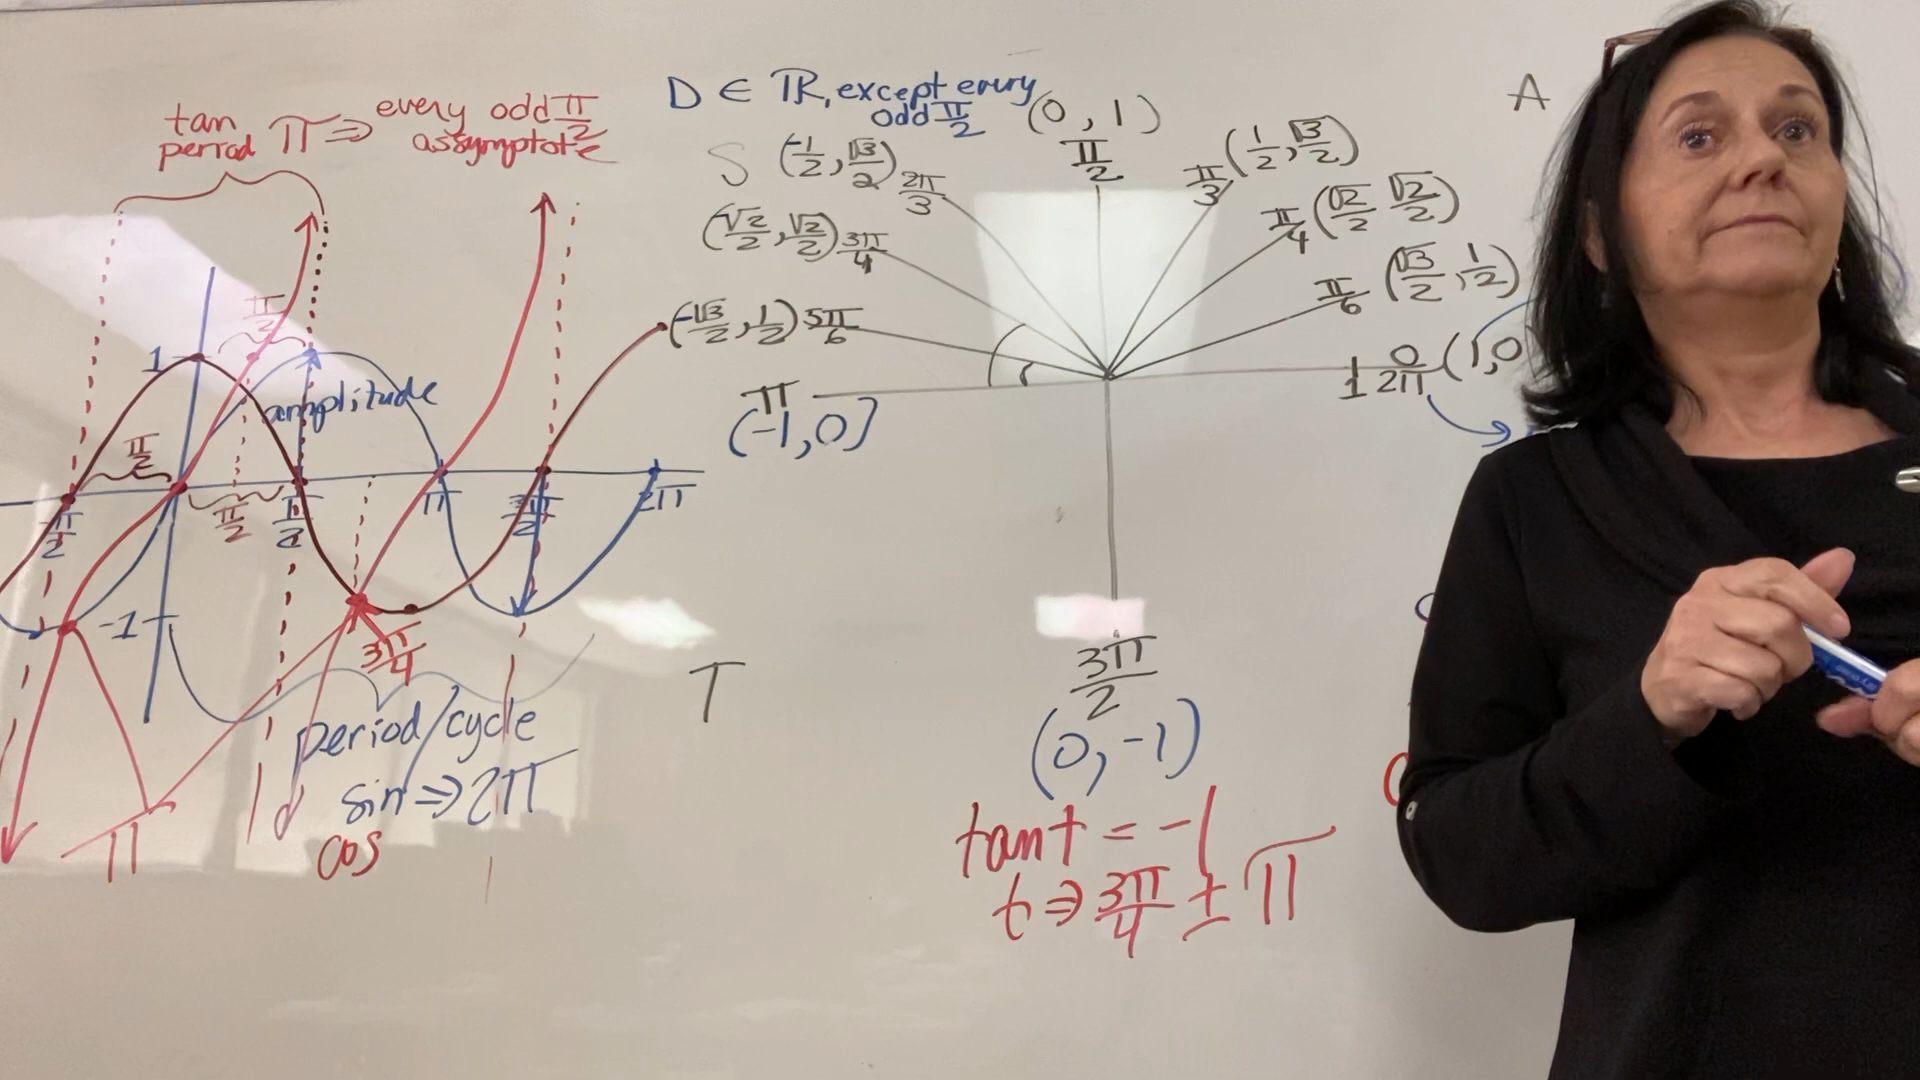 tan
period π ⇒ every odd π/2
assymptote
D ∈ ℝ, except every
odd π/2
(0, 1)
π/2
A
S
(-1/2, √3/2) 2π/3
π/3 (1/2, √3/2)
(-√2/2, √2/2) 3π/4
π/4 (√2/2 √2/2)
(-√3/2, 1/2) 5π/6
π/6 (√3/2, 1/2)
π
(-1,0)
1 0
2π (1,0
π/2
1
amplitude
π/2
-π/2
π/2
π/2
π
3π/2
2π
-1
3π/4
T
3π/2
(0,-1)
period/cycle
sin ⇒ 2π
cos
π
tan t = -1
t ⇒ 3π/4 ± π